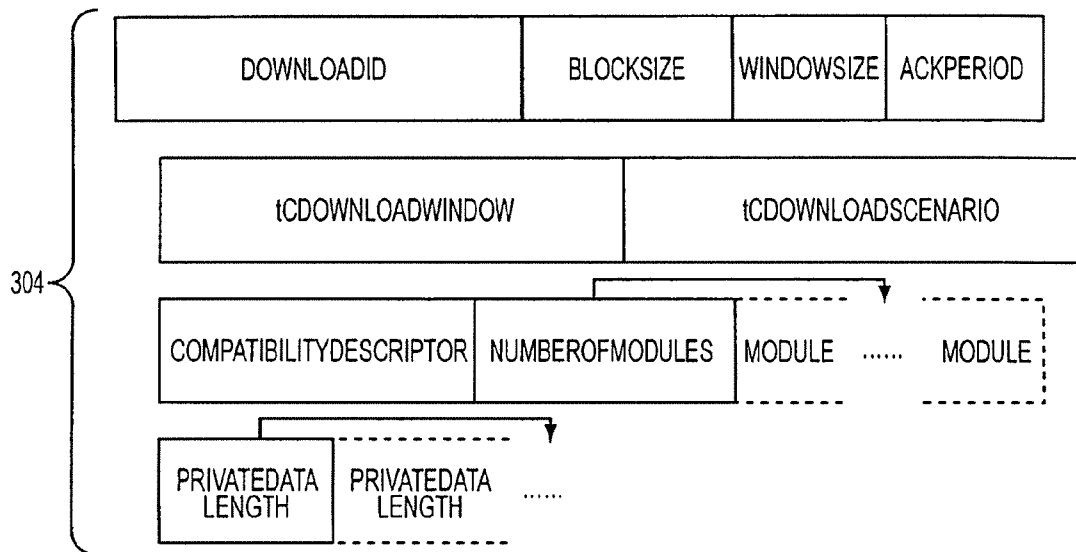 DOWNLOADID BLOCKSIZE WINDOWSIZE ACKPERIOD
tCDOWNLOADWINDOW tCDOWNLOADSCENARIO
304
COMPATIBILITYDESCRIPTOR NUMBEROFMODULES MODULE ...... MODULE
PRIVATEDATA LENGTH PRIVATEDATA LENGTH ......